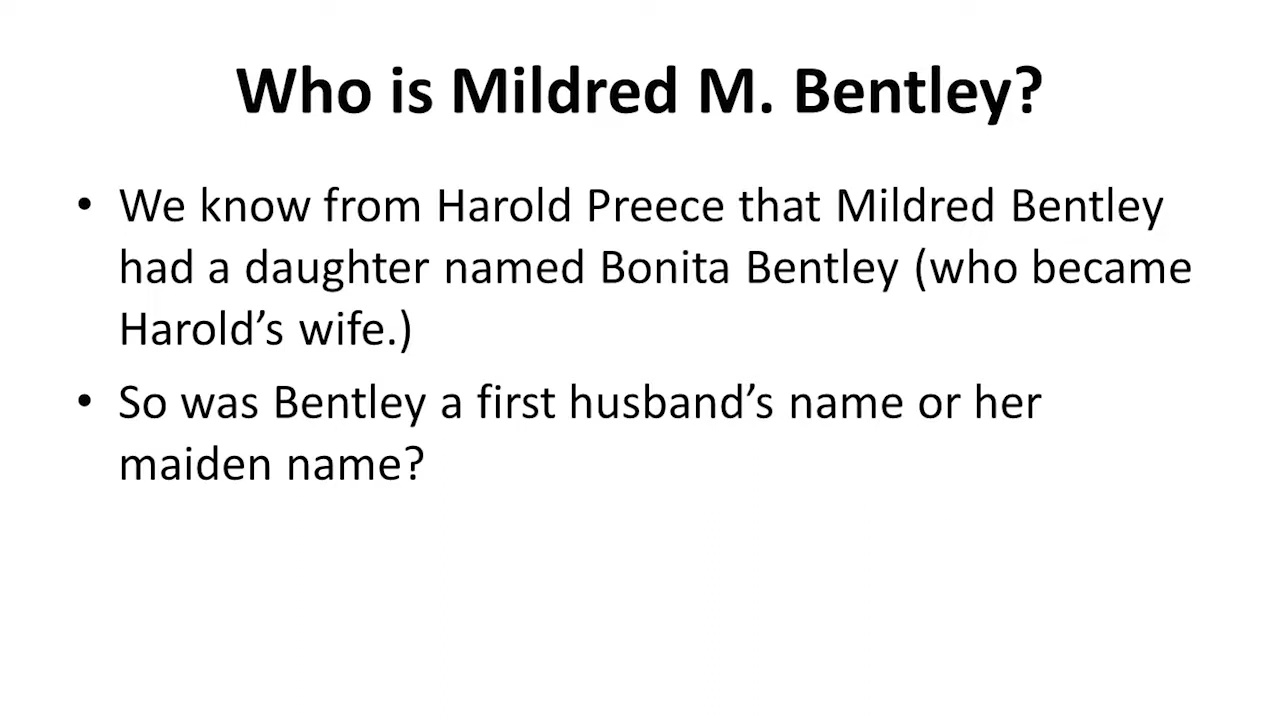 Who is Mildred M. Bentley?
• We know from Harold Preece that Mildred Bentley
had a daughter named Bonita Bentley (who became
Harold’s wife.)
• So was Bentley a first husband’s name or her
maiden name?